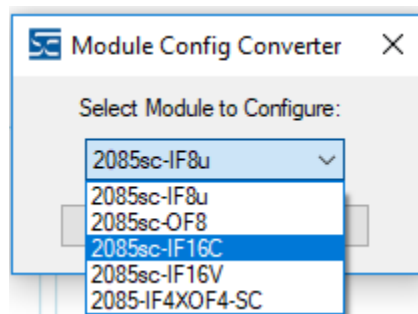 SC Module Config Converter
Select Module to Configure:
2085sc-IF8u
2085sc-IF8u
2085sc-OF8
2085sc-IF16C
2085sc-IF16V
2085-IF4XOF4-SC